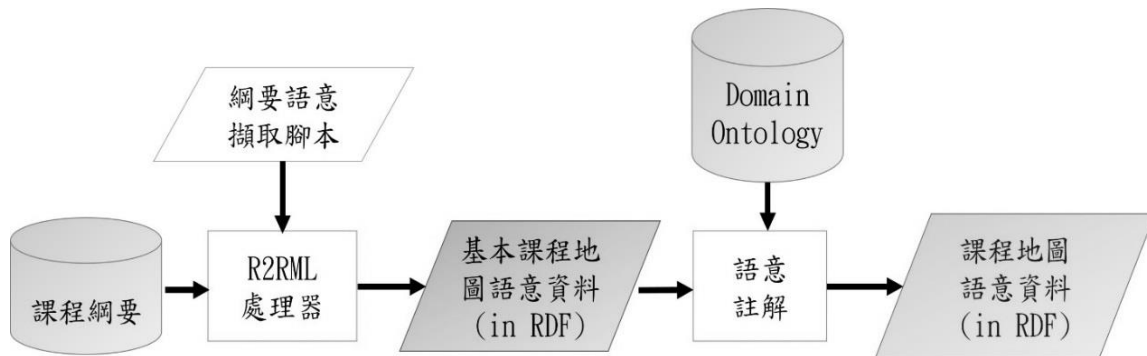 綱要語意
擷取腳本
Domain
Ontology
課程綱要
R2RML
處理器
基本課程地
圖語意資料
(in RDF)
語意
註解
課程地圖
語意資料
(in RDF)